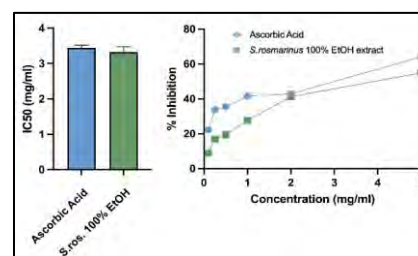 IC50 (mg/ml)
4
3
2
1
0
Ascorbic Acid
S.ros. 100% EtOH
Ascorbic Acid
S.rosmarinus 100% EtOH extract
% Inhibition
80
60
40
20
0
0 1 2 3 4
Concentration (mg/ml)